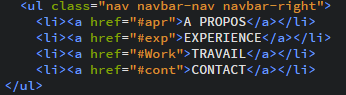 <ul class="nav navbar-nav navbar-right">
<li><a href="#apr">A PROPOS</a></li>
<li><a href="#exp">EXPERIENCE</a></li>
<li><a href="#Work">TRAVAIL</a></li>
<li><a href="#cont">CONTACT</a></li>
</ul>